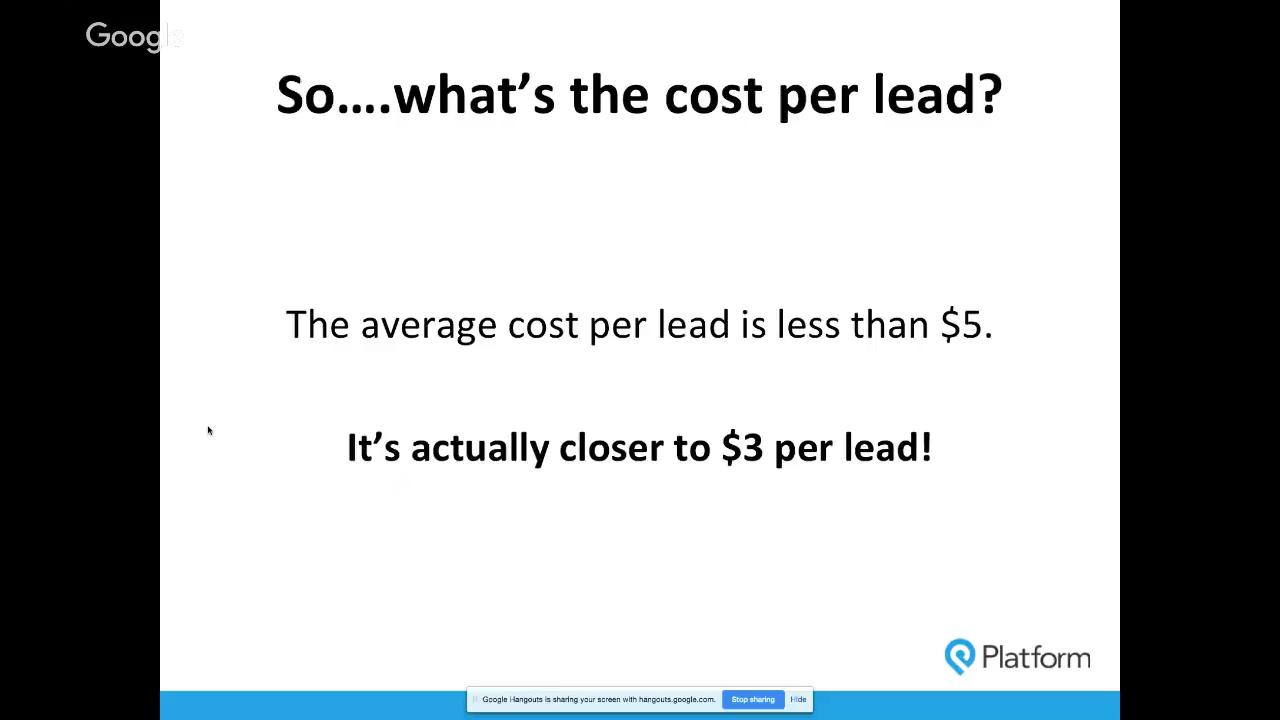 Google
So....what's the cost per lead?
The average cost per lead is less than $5.
It's actually closer to $3 per lead!
Platform
Google Hangouts is sharing your screen with hangouts.google.com. Stop sharing Hide